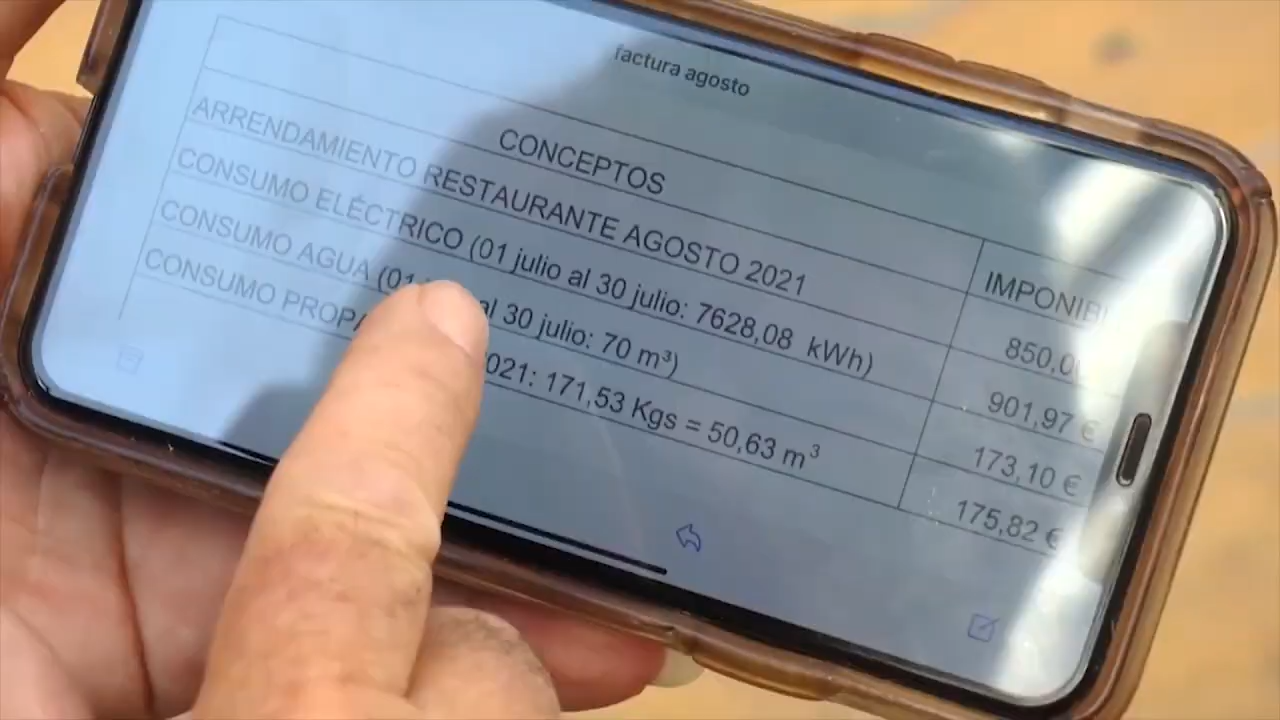 factura agosto
CONCEPTOS IMPONIBI
ARRENDAMIENTO RESTAURANTE AGOSTO 2021 850,0
CONSUMO ELÉCTRICO (01 julio al 30 julio: 7628,08 kWh) 901,97 €
CONSUMO AGUA (01 al 30 julio: 70 m³) 173,10 €
CONSUMO PROPA 021: 171,53 Kgs = 50,63 m³ 175,82 €